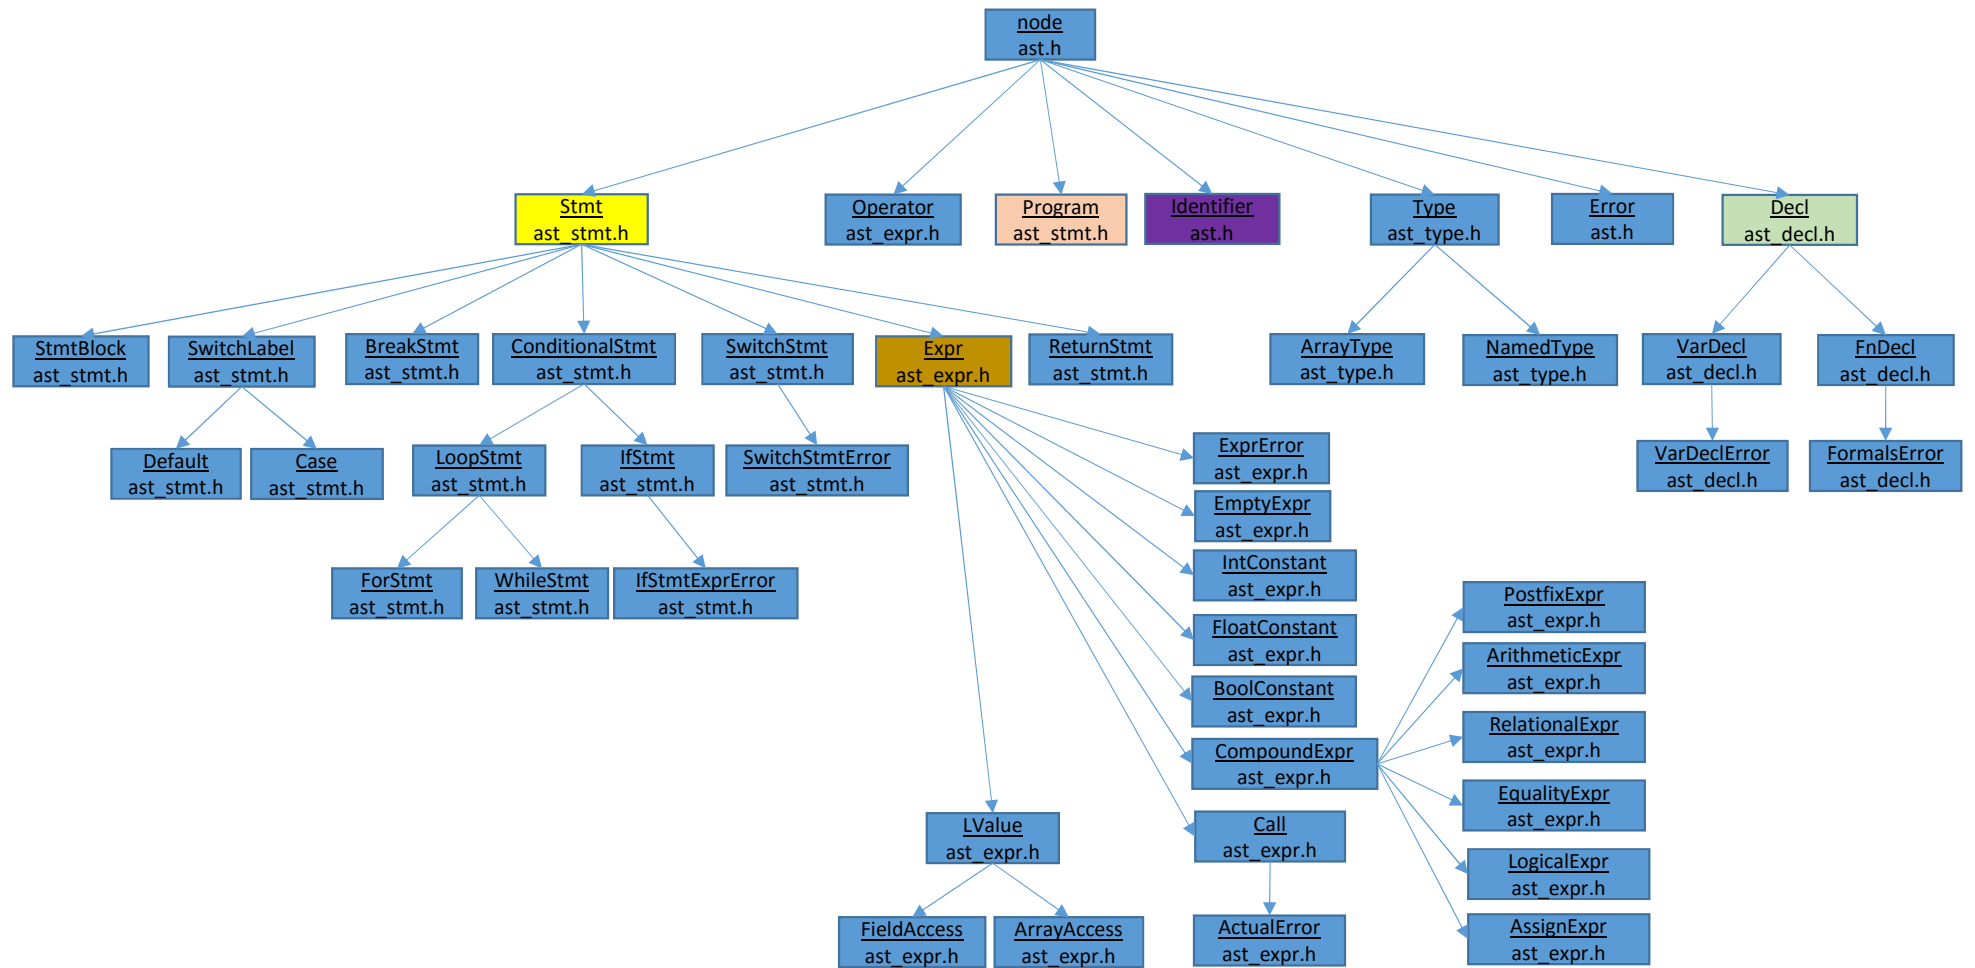 node
ast.h
Stmt
ast_stmt.h
Operator
ast_expr.h
Program
ast_stmt.h
Identifier
ast.h
Type
ast_type.h
Error
ast.h
Decl
ast_decl.h
StmtBlock
ast_stmt.h
SwitchLabel
ast_stmt.h
BreakStmt
ast_stmt.h
ConditionalStmt
ast_stmt.h
SwitchStmt
ast_stmt.h
Expr
ast_expr.h
ReturnStmt
ast_stmt.h
ArrayType
ast_type.h
NamedType
ast_type.h
VarDecl
ast_decl.h
FnDecl
ast_decl.h
Default
ast_stmt.h
Case
ast_stmt.h
LoopStmt
ast_stmt.h
IfStmt
ast_stmt.h
SwitchStmtError
ast_stmt.h
ExprError
ast_expr.h
VarDeclError
ast_decl.h
FormalsError
ast_decl.h
EmptyExpr
ast_expr.h
ForStmt
ast_stmt.h
WhileStmt
ast_stmt.h
IfStmtExprError
ast_stmt.h
IntConstant
ast_expr.h
PostfixExpr
ast_expr.h
FloatConstant
ast_expr.h
ArithmeticExpr
ast_expr.h
BoolConstant
ast_expr.h
RelationalExpr
ast_expr.h
CompoundExpr
ast_expr.h
EqualityExpr
ast_expr.h
LValue
ast_expr.h
Call
ast_expr.h
LogicalExpr
ast_expr.h
FieldAccess
ast_expr.h
ArrayAccess
ast_expr.h
ActualError
ast_expr.h
AssignExpr
ast_expr.h